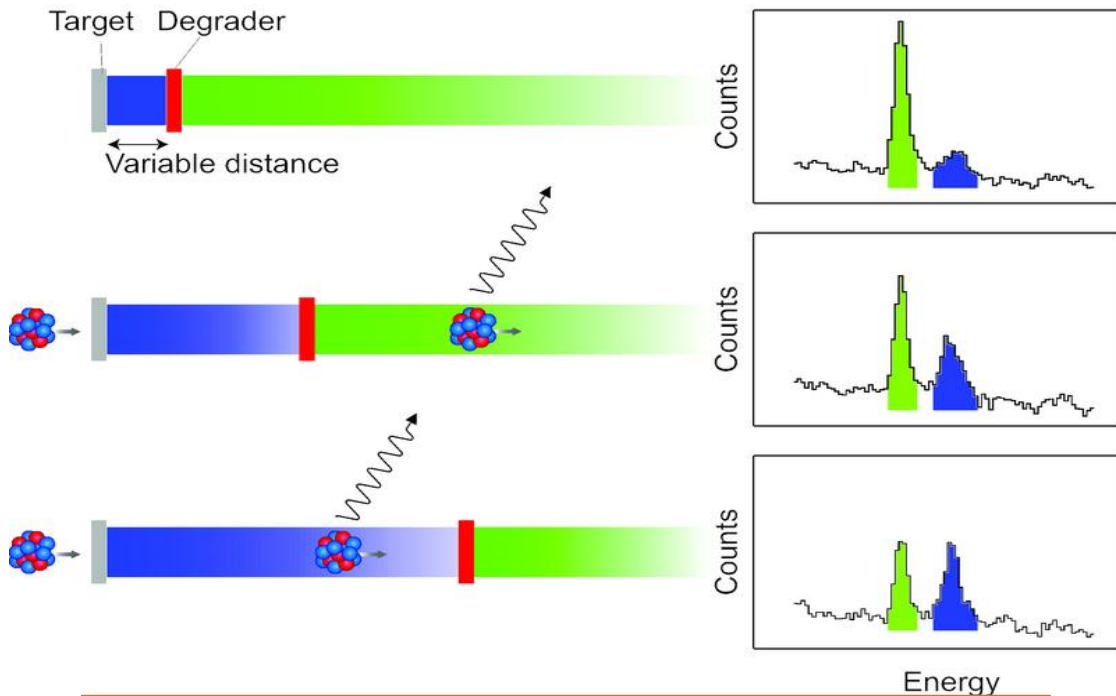 Target Degrader
Variable distance
Counts
Counts
Counts
Energy